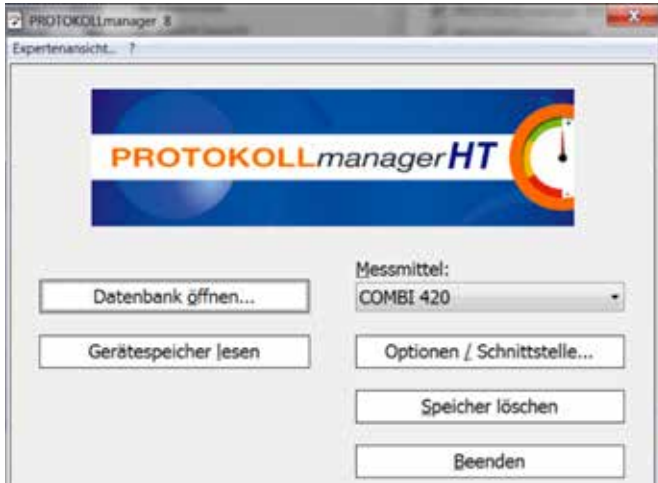 PROTOKOLLmanager 8
Expertenansicht... ?
PROTOKOLLmanagerHT
Messmittel:
Datenbank öffnen...
COMBI 420
Gerätespeicher lesen
Optionen / Schnittstelle...
Speicher löschen
Beenden